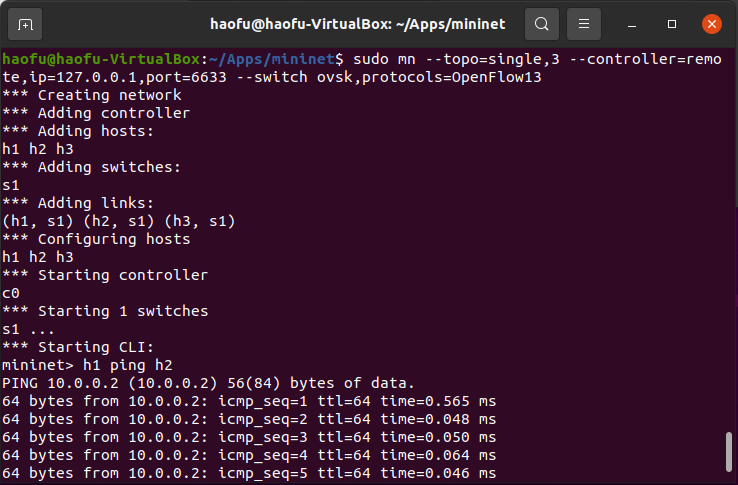 haofu@haofu-VirtualBox: ~/Apps/mininet
haofu@haofu-VirtualBox:~/Apps/mininet$ sudo mn --topo=single,3 --controller=remo
te,ip=127.0.0.1,port=6633 --switch ovsk,protocols=OpenFlow13
*** Creating network
*** Adding controller
*** Adding hosts:
h1 h2 h3
*** Adding switches:
s1
*** Adding links:
(h1, s1) (h2, s1) (h3, s1)
*** Configuring hosts
h1 h2 h3
*** Starting controller
c0
*** Starting 1 switches
s1 ...
*** Starting CLI:
mininet> h1 ping h2
PING 10.0.0.2 (10.0.0.2) 56(84) bytes of data.
64 bytes from 10.0.0.2: icmp_seq=1 ttl=64 time=0.565 ms
64 bytes from 10.0.0.2: icmp_seq=2 ttl=64 time=0.048 ms
64 bytes from 10.0.0.2: icmp_seq=3 ttl=64 time=0.050 ms
64 bytes from 10.0.0.2: icmp_seq=4 ttl=64 time=0.064 ms
64 bytes from 10.0.0.2: icmp_seq=5 ttl=64 time=0.046 ms